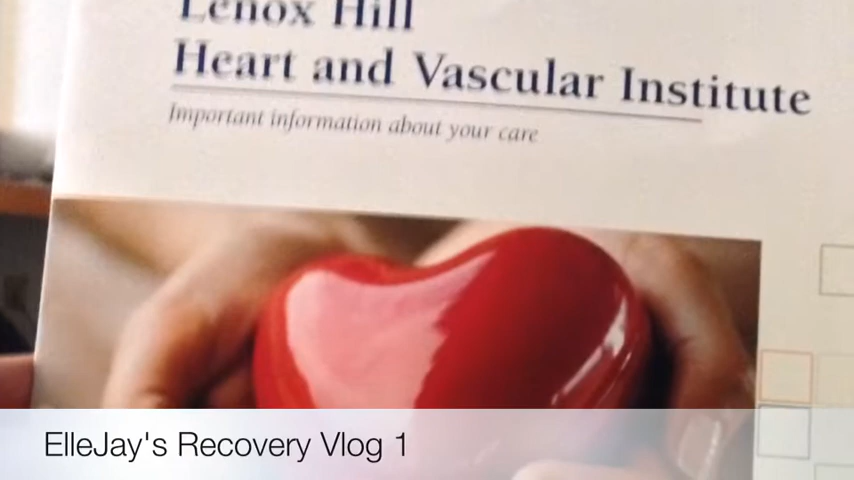 Lenox Hill
Heart and Vascular Institute
Important information about your care
ElleJay's Recovery Vlog 1